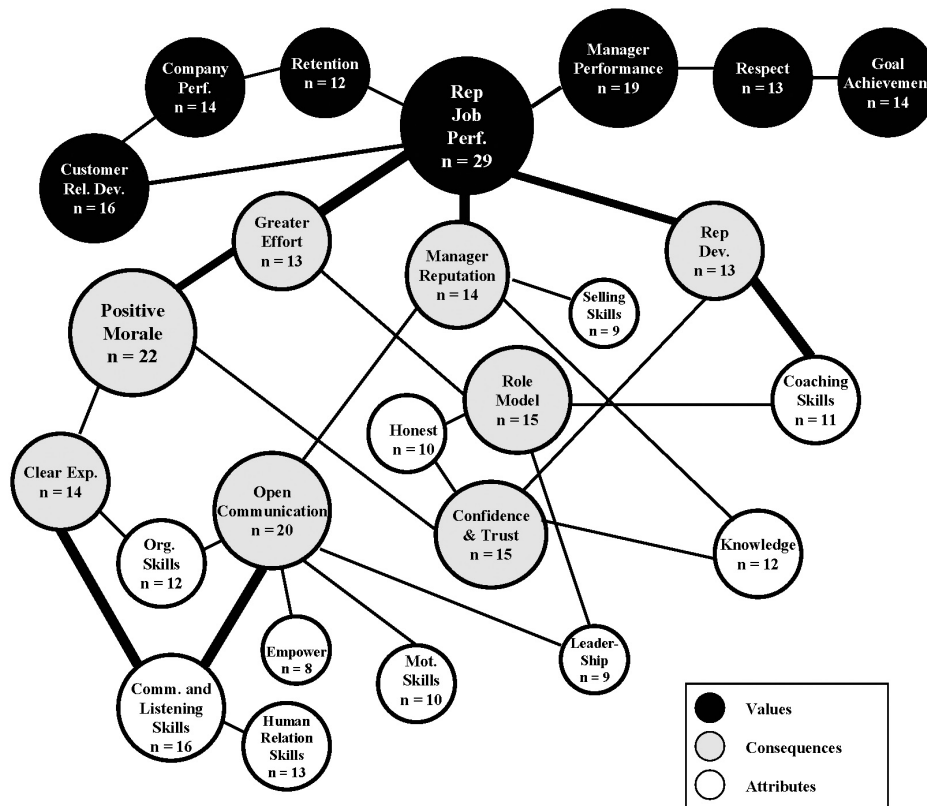 Company
Perf.
n = 14
Retention
n = 12
Rep
Job
Perf.
n = 29
Manager
Performance
n = 19
Respect
n = 13
Goal
Achievement
n = 14
Customer
Rel. Dev.
n = 16
Greater
Effort
n = 13
Manager
Reputation
n = 14
Rep
Dev.
n = 13
Selling
Skills
n = 9
Positive
Morale
n = 22
Role
Model
n = 15
Coaching
Skills
n = 11
Honest
n = 10
Clear Exp.
n = 14
Open
Communication
n = 20
Confidence
& Trust
n = 15
Knowledge
n = 12
Org.
Skills
n = 12
Empower
n = 8
Mot.
Skills
n = 10
Leader-
Ship
n = 9
Comm. and
Listening
Skills
n = 16
Human
Relation
Skills
n = 13
Values
Consequences
Attributes